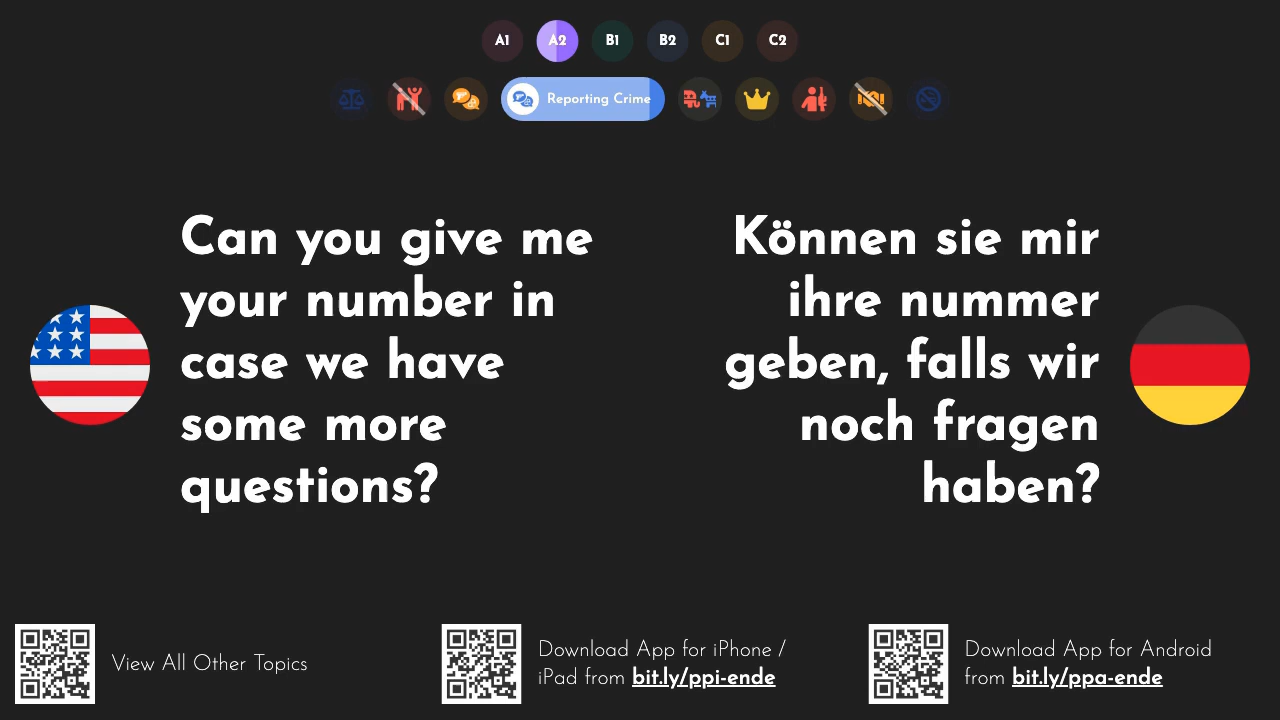 A1 A2 B1 B2 C1 C2
Reporting Crime
Can you give me
your number in
case we have
some more
questions?
Können sie mir
ihre nummer
geben, falls wir
noch fragen
haben?
View All Other Topics
Download App for iPhone /
iPad from bit.ly/ppi-ende
Download App for Android
from bit.ly/ppa-ende